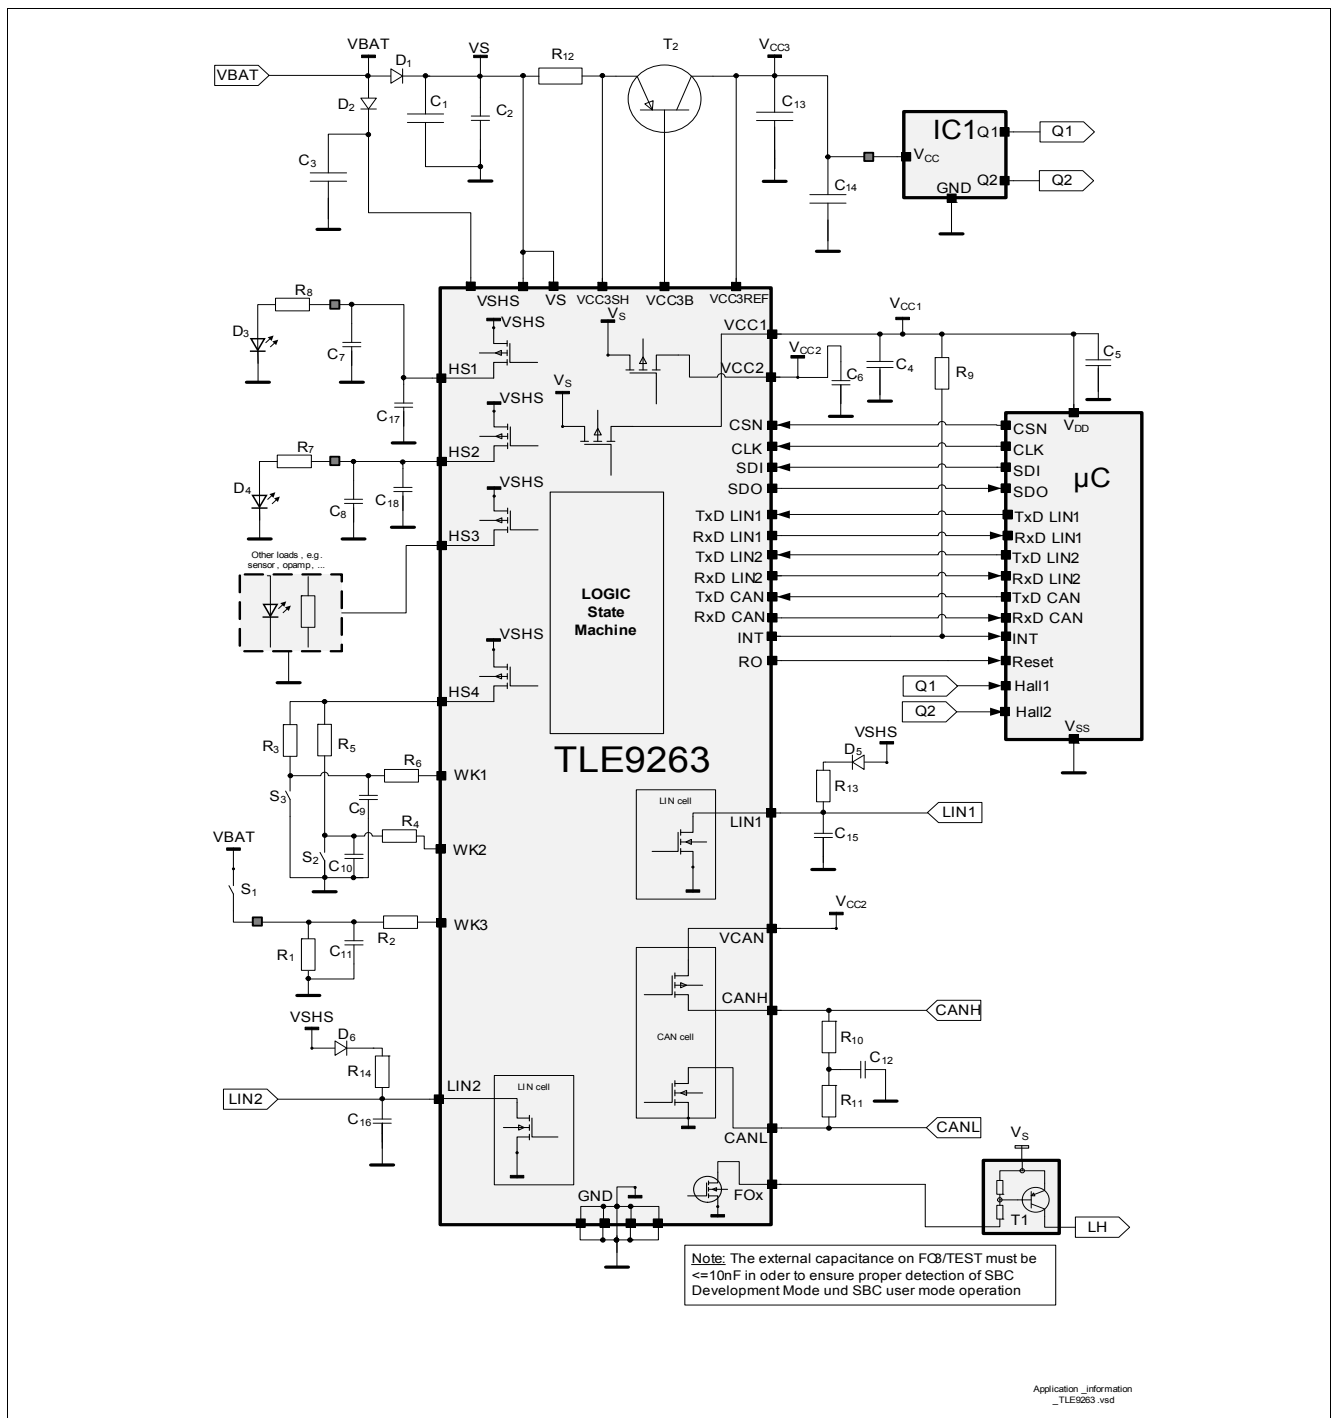 VBAT
VBAT
D1
VS
R12
T2
VCC3
D2
C1
C2
C13
C3
C14
IC1
Q1
Q1
VCC
Q2
Q2
GND
VSHS
VS
VCC3SH
VCC3B
VCC3REF
R8
D3
C7
HS1
C17
VSHS
VS
VS
VCC1
VCC2
VCC1
VCC2
C6
C4
R9
C5
R7
D4
C8
C18
HS2
VSHS
HS3
VSHS
Other loads , e.g.
sensor , opamp, ...
LOGIC
State
Machine
CSN
CLK
SDI
SDO
TxD LIN1
RxD LIN1
TxD LIN2
RxD LIN2
TxD CAN
RxD CAN
INT
RO
VDD
CSN
CLK
SDI
SDO
µC
TxD LIN1
RxD LIN1
TxD LIN2
RxD LIN2
TxD CAN
RxD CAN
INT
Reset
Q1
Hall1
Q2
Hall2
VSS
VSHS
HS4
R3
R5
R6
WK1
S3
C9
R4
WK2
S2
C10
VBAT
S1
WK3
R2
R1
C11
TLE9263
VSHS
D5
R13
LIN cell
LIN1
LIN1
C15
VCC2
VCAN
CANH
CANH
CAN cell
R10
C12
R11
CANL
CANL
VSHS
D6
R14
LIN2
LIN2
C16
LIN cell
GND
FOx
VS
T1
LH
Note: The external capacitance on FO3/TEST must be
<=10nF in oder to ensure proper detection of SBC
Development Mode und SBC user mode operation
Application _information
_TLE9263 .vsd